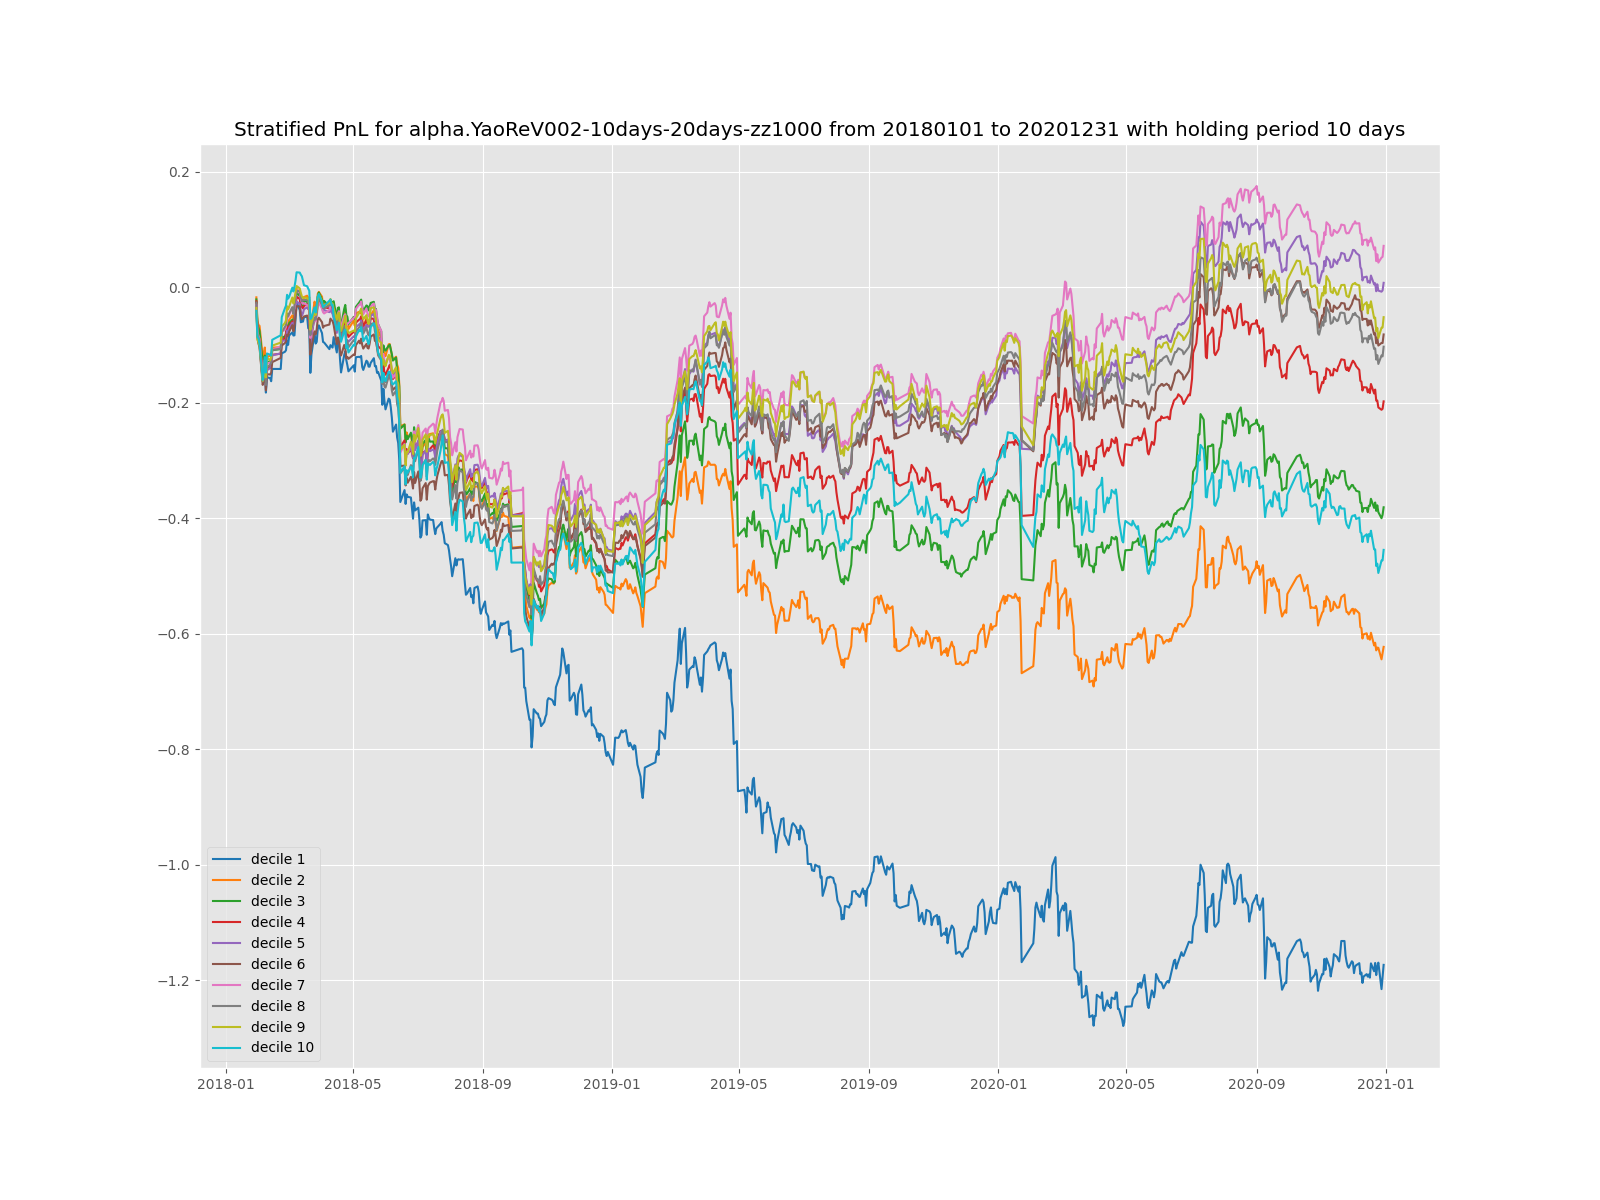 Stratified PnL for alpha.YaoReV002-10days-20days-zz1000 from 20180101 to 20201231 with holding period 10 days
0.2
0.0
−0.2
−0.4
−0.6
−0.8
−1.0
−1.2
decile 1
decile 2
decile 3
decile 4
decile 5
decile 6
decile 7
decile 8
decile 9
decile 10
2018-01 2018-05 2018-09 2019-01 2019-05 2019-09 2020-01 2020-05 2020-09 2021-01